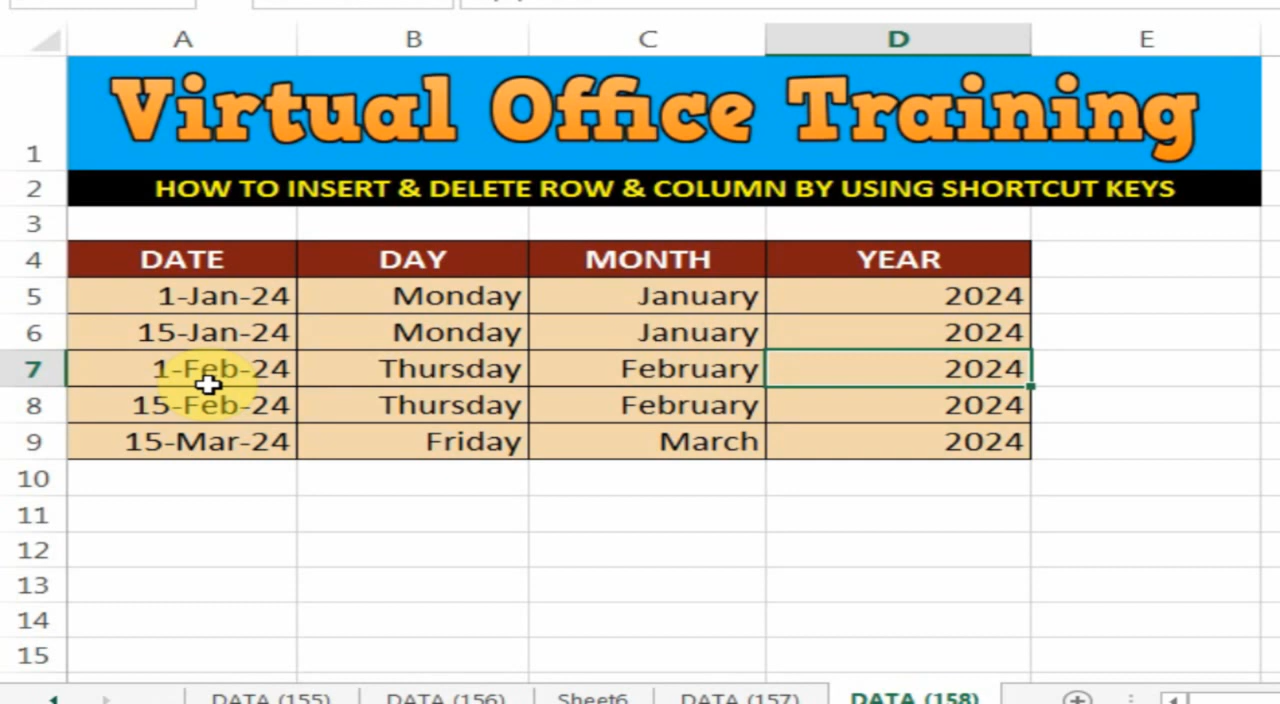 A B C D E
Virtual Office Training
1
2 HOW TO INSERT & DELETE ROW & COLUMN BY USING SHORTCUT KEYS
3
4 DATE DAY MONTH YEAR
5 1-Jan-24 Monday January 2024
6 15-Jan-24 Monday January 2024
7 1-Feb-24 Thursday February 2024
8 15-Feb-24 Thursday February 2024
9 15-Mar-24 Friday March 2024
10
11
12
13
14
15
DATA (155) DATA (156) Sheet6 DATA (157) DATA (158)